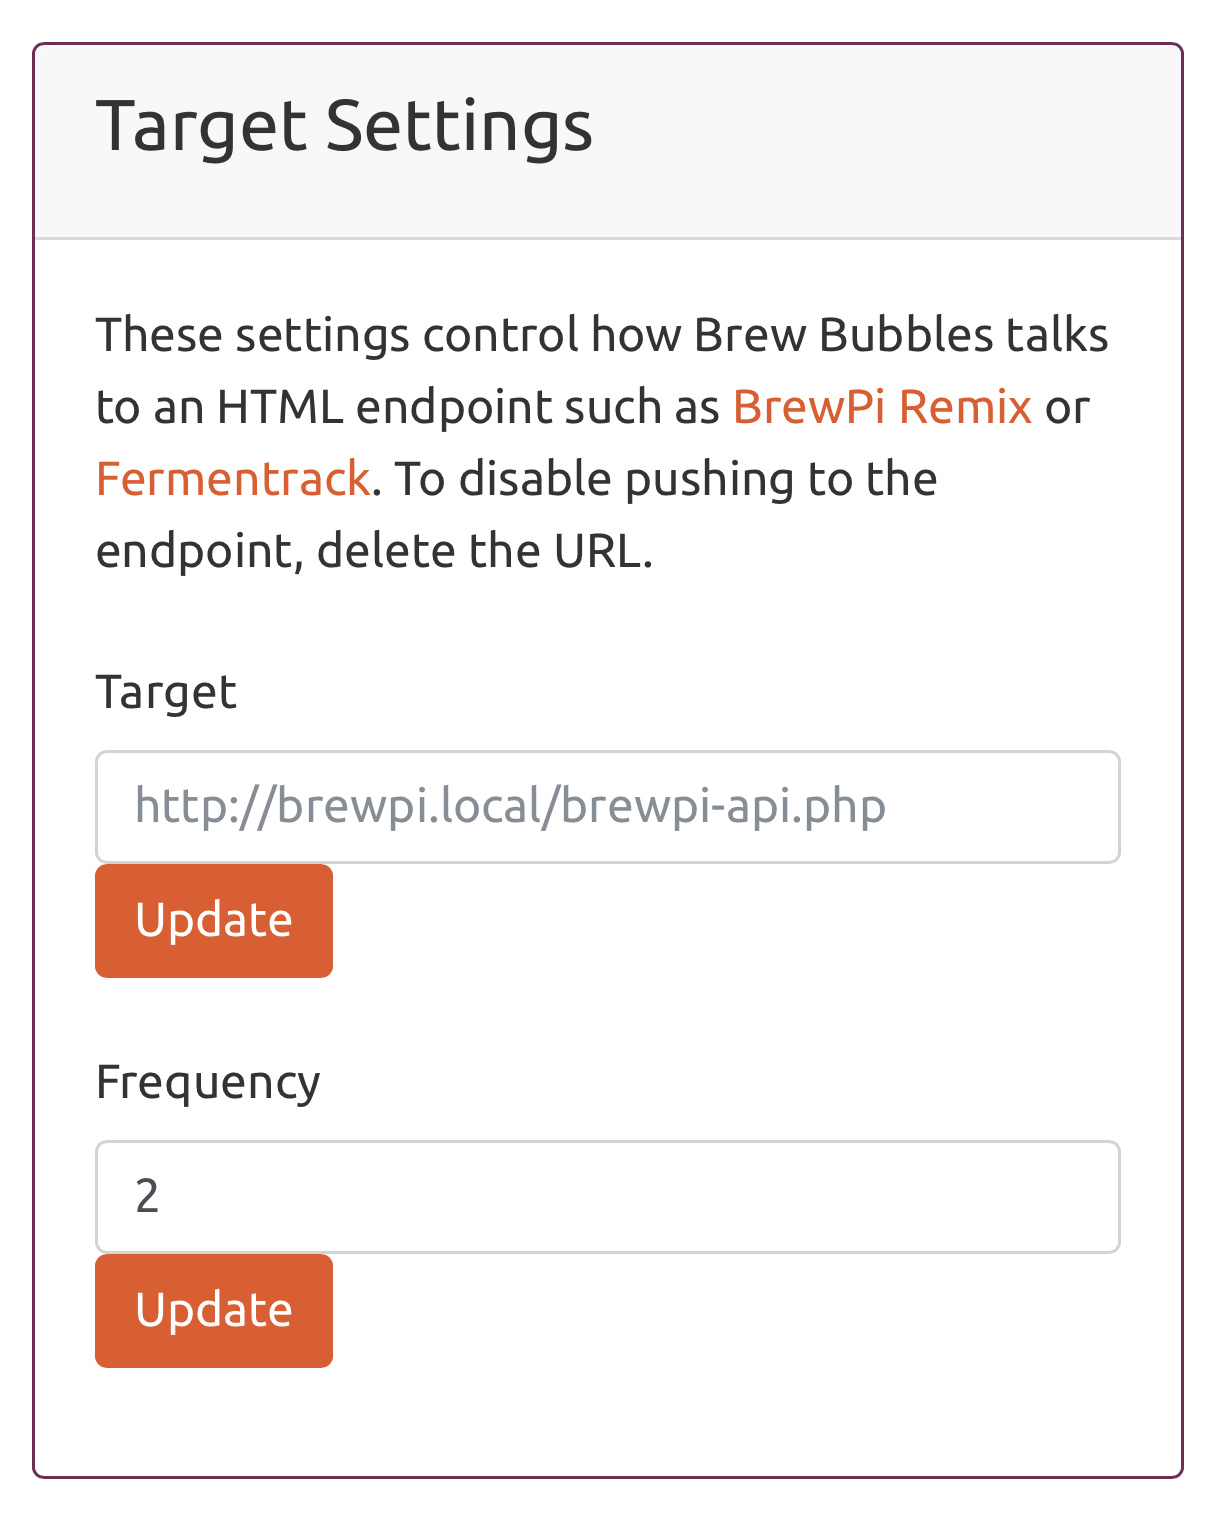 Target Settings
These settings control how Brew Bubbles talks
to an HTML endpoint such as BrewPi Remix or
Fermentrack. To disable pushing to the
endpoint, delete the URL.
Target
http://brewpi.local/brewpi-api.php
Update
Frequency
2
Update